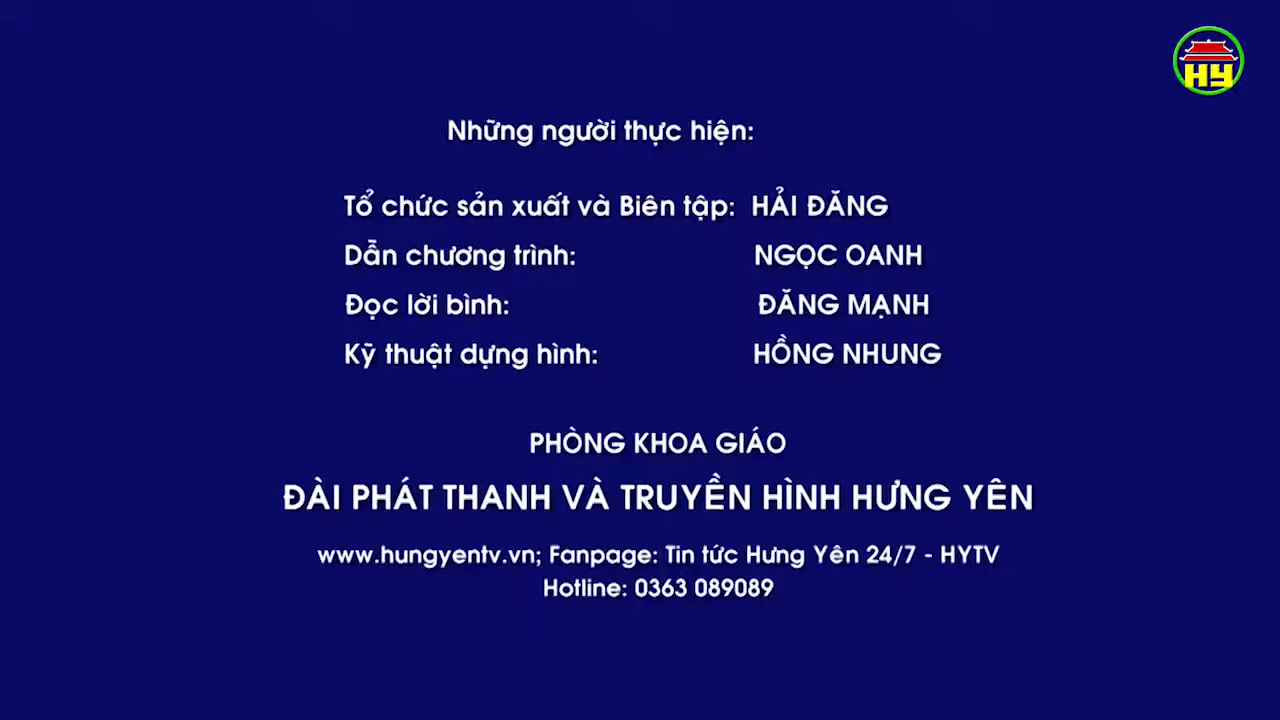 HY
Những người thực hiện:
Tổ chức sản xuất và Biên tập: HẢI ĐĂNG
Dẫn chương trình: NGỌC OANH
Đọc lời bình: ĐĂNG MẠNH
Kỹ thuật dựng hình: HỒNG NHUNG
PHÒNG KHOA GIÁO
ĐÀI PHÁT THANH VÀ TRUYỀN HÌNH HƯNG YÊN
www.hungyentv.vn; Fanpage: Tin tức Hưng Yên 24/7 - HYTV
Hotline: 0363 089089